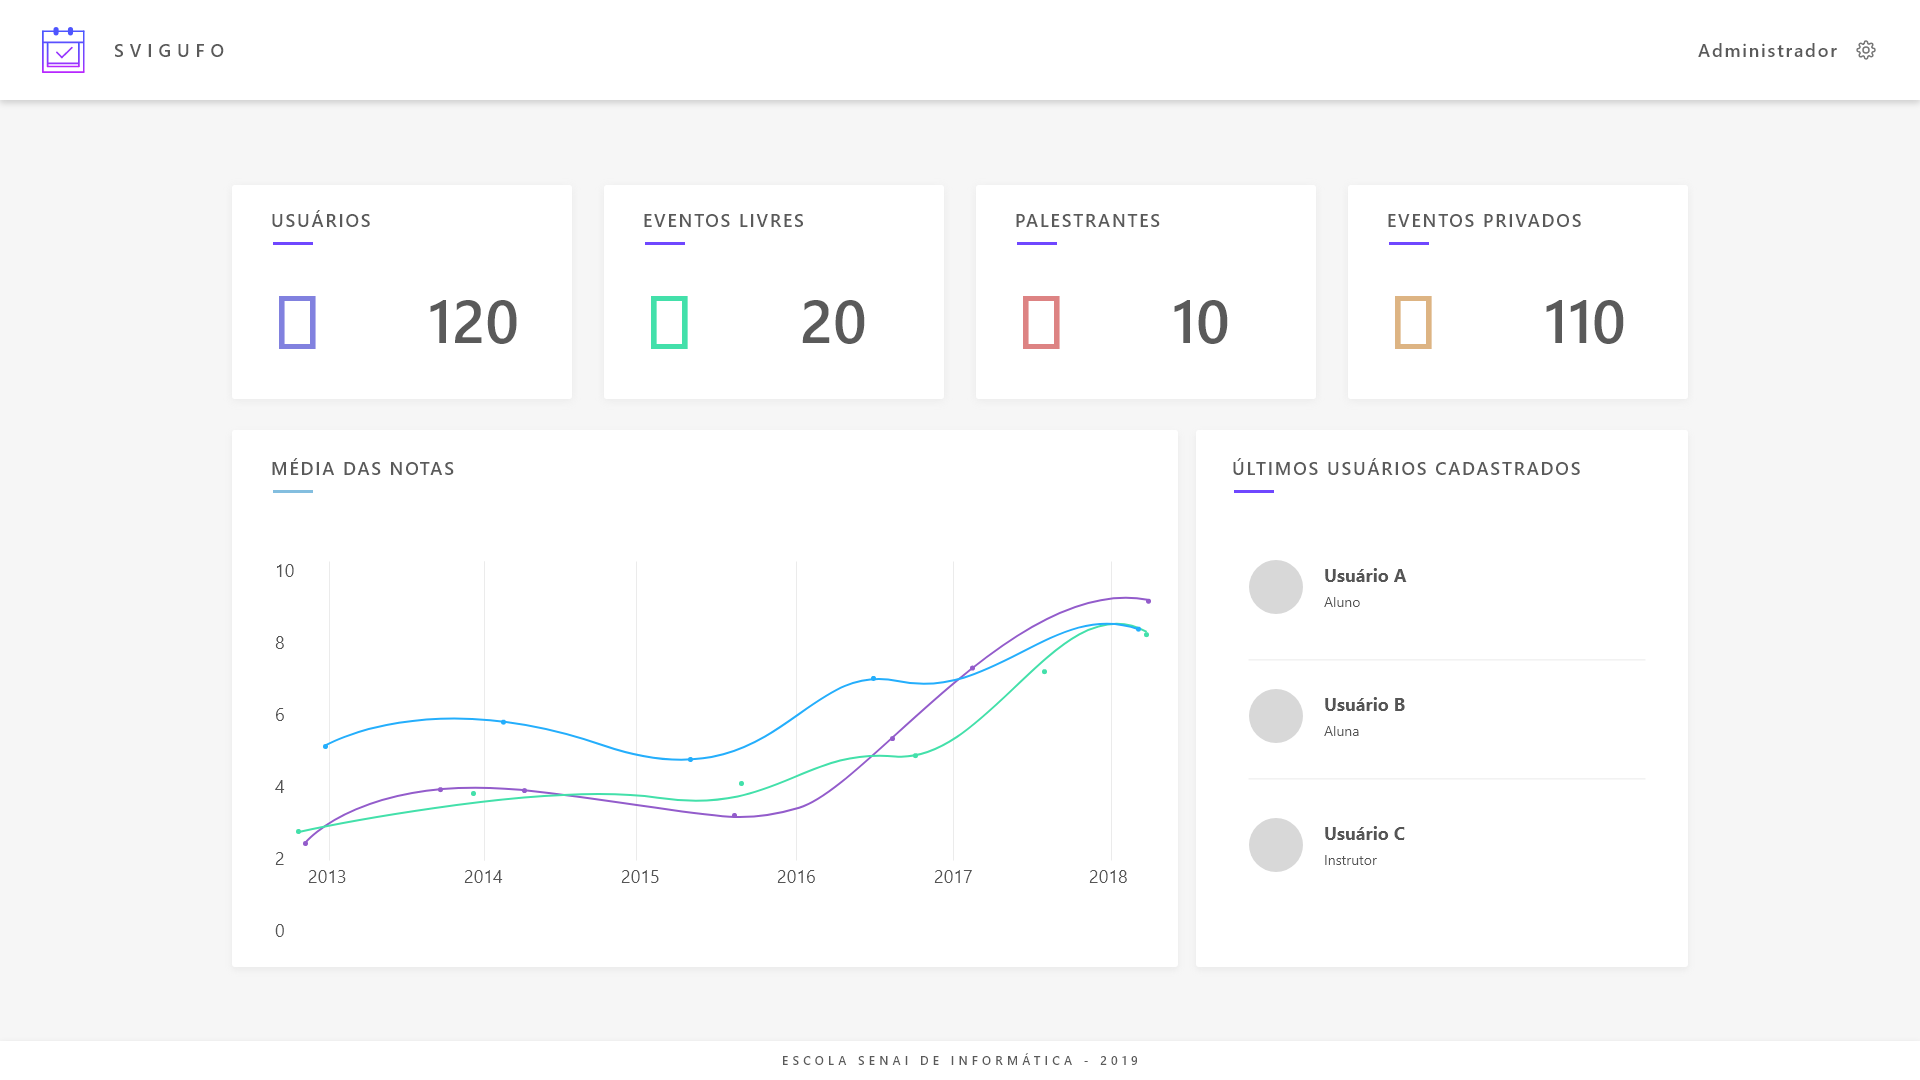 SVIGUFO
Administrador
USUÁRIOS
120
EVENTOS LIVRES
20
PALESTRANTES
10
EVENTOS PRIVADOS
110
MÉDIA DAS NOTAS
10
8
6
4
2
2013 2014 2015 2016 2017 2018
0
ÚLTIMOS USUÁRIOS CADASTRADOS
Usuário A
Aluno
Usuário B
Aluna
Usuário C
Instrutor
ESCOLA SENAI DE INFORMÁTICA - 2019